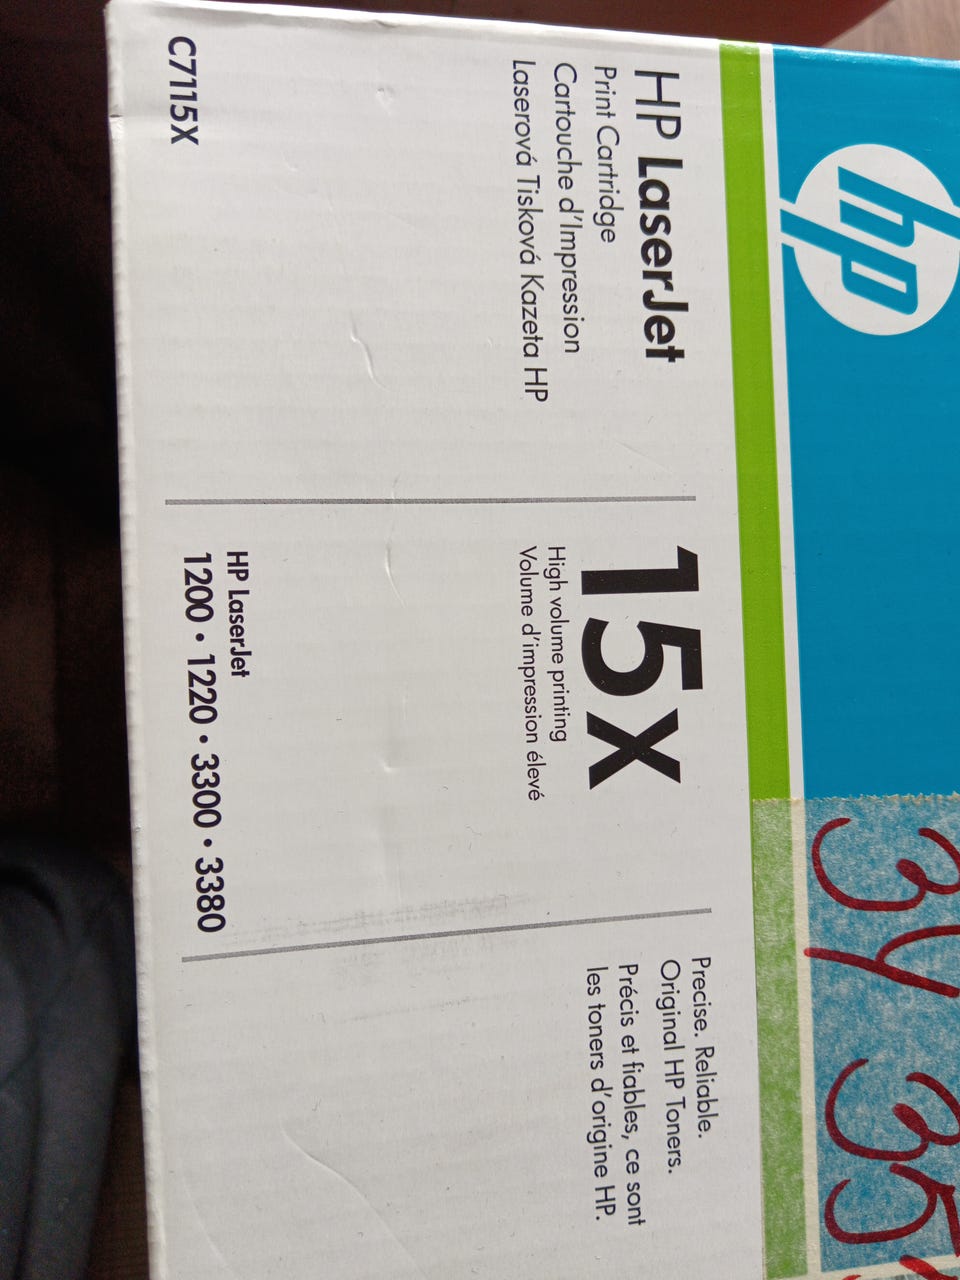 hp
HP LaserJet
Print Cartridge
Cartouche d'Impression
Laserová Tisková Kazeta HP
C7115X
15X
High volume printing
Volume d'impression élevé
HP LaserJet
1200 • 1220 • 3300 • 3380
Precise. Reliable.
Original HP Toners.
Précis et fiables, ce sont
les toners d'origine HP.